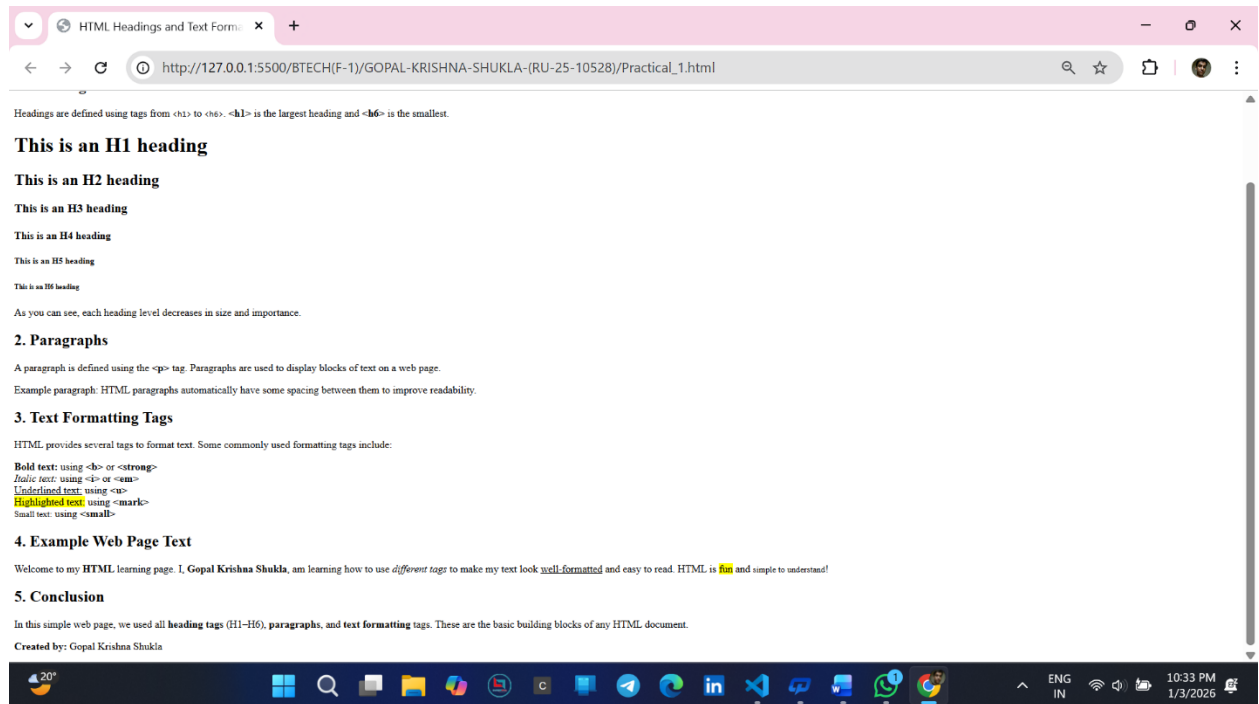 HTML Headings and Text Forma
http://127.0.0.1:5500/BTECH(F-1)/GOPAL-KRISHNA-SHUKLA-(RU-25-10528)/Practical_1.html
Headings are defined using tags from <h1> to <h6>. <h1> is the largest heading and <h6> is the smallest.
This is an H1 heading
This is an H2 heading
This is an H3 heading
This is an H4 heading
This is an H5 heading
This is an H6 heading
As you can see, each heading level decreases in size and importance.
2. Paragraphs
A paragraph is defined using the <p> tag. Paragraphs are used to display blocks of text on a web page.
Example paragraph: HTML paragraphs automatically have some spacing between them to improve readability.
3. Text Formatting Tags
HTML provides several tags to format text. Some commonly used formatting tags include:
Bold text: using <b> or <strong>
Italic text: using <i> or <em>
Underlined text: using <u>
Highlighted text: using <mark>
Small text: using <small>
4. Example Web Page Text
Welcome to my HTML learning page. I, Gopal Krishna Shukla, am learning how to use different tags to make my text look well-formatted and easy to read. HTML is fun and simple to understand!
5. Conclusion
In this simple web page, we used all heading tags (H1–H6), paragraphs, and text formatting tags. These are the basic building blocks of any HTML document.
Created by: Gopal Krishna Shukla
20°
C
in
W
1
ENG
IN
10:33 PM
1/3/2026